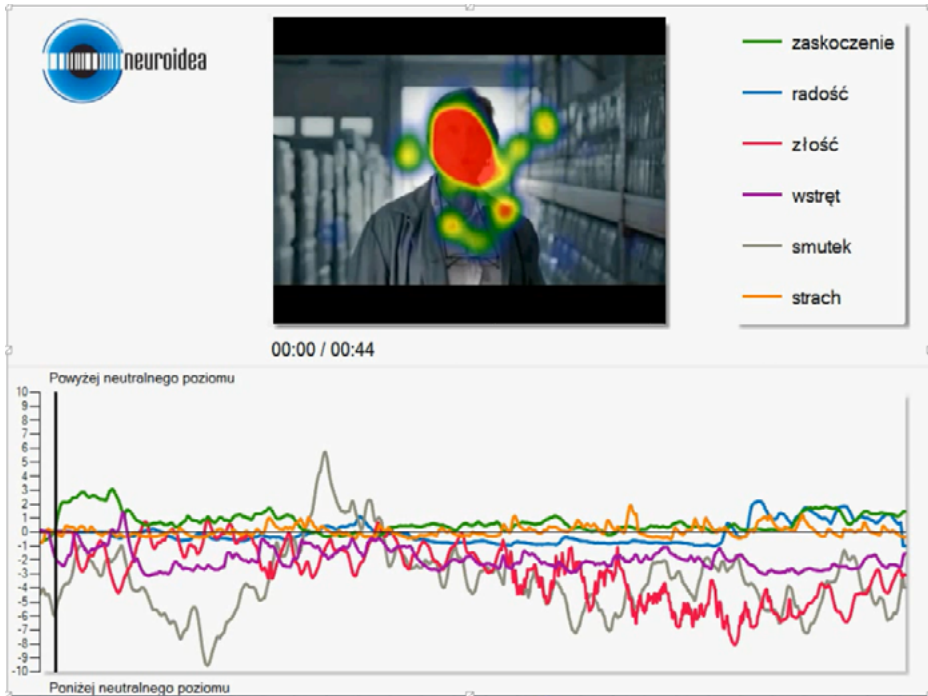 neuroidea
zaskoczenie
radość
złość
wstręt
smutek
strach
00:00 / 00:44
Powyżej neutralnego poziomu
10
9
8
7
6
5
4
3
2
1
0
-1
-2
-3
-4
-5
-6
-7
-8
-9
-10
Poniżej neutralnego poziomu